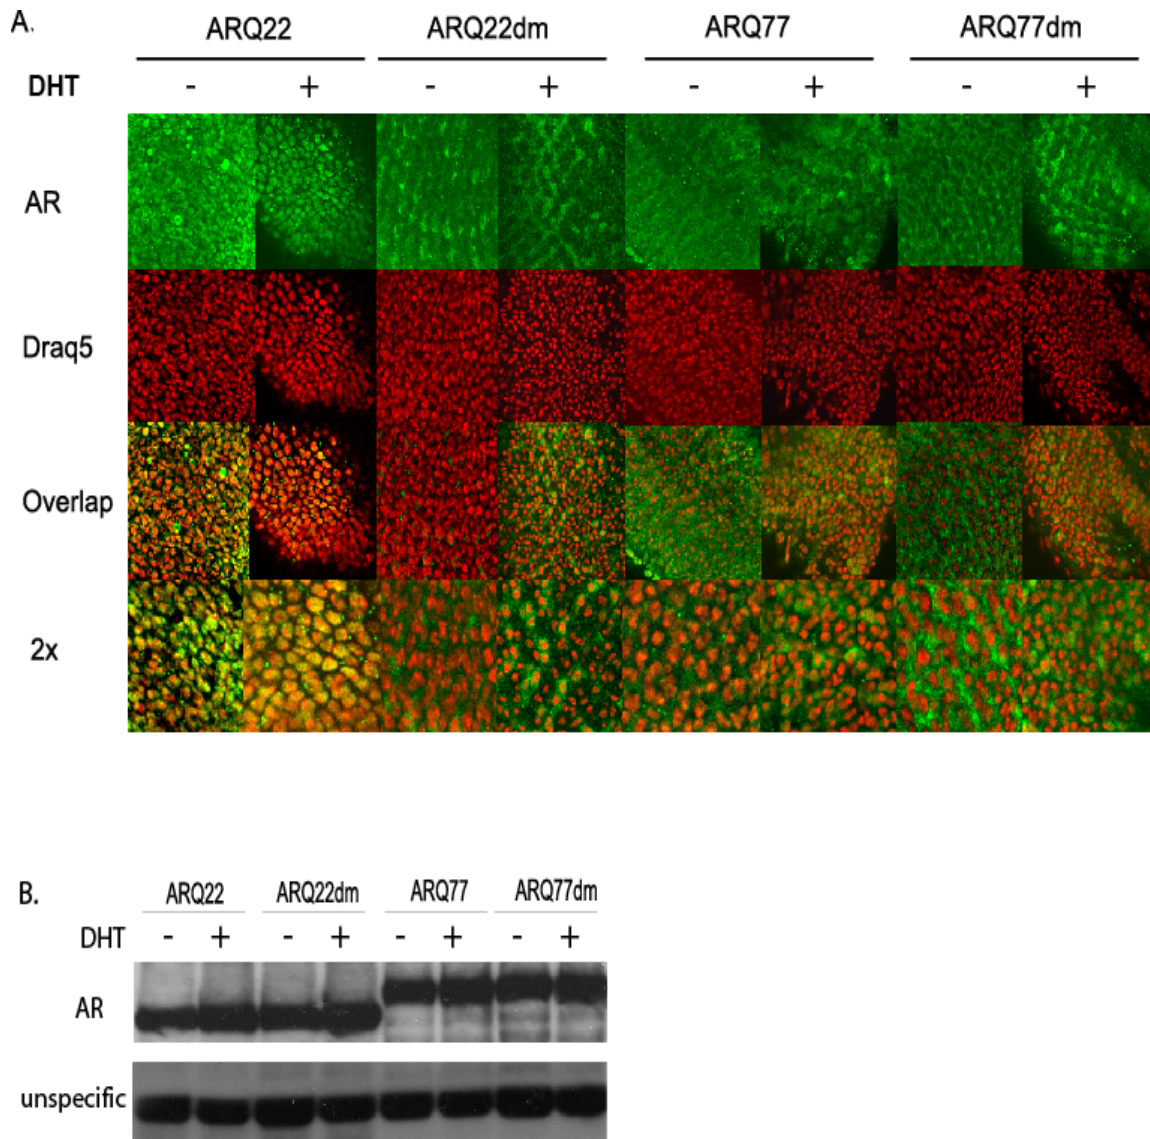 A.
ARQ22 ARQ22dm ARQ77 ARQ77dm
DHT - + - + - + - +
AR
Draq5
Overlap
2x
B.
ARQ22 ARQ22dm ARQ77 ARQ77dm
DHT - + - + - + - +
AR
unspecific